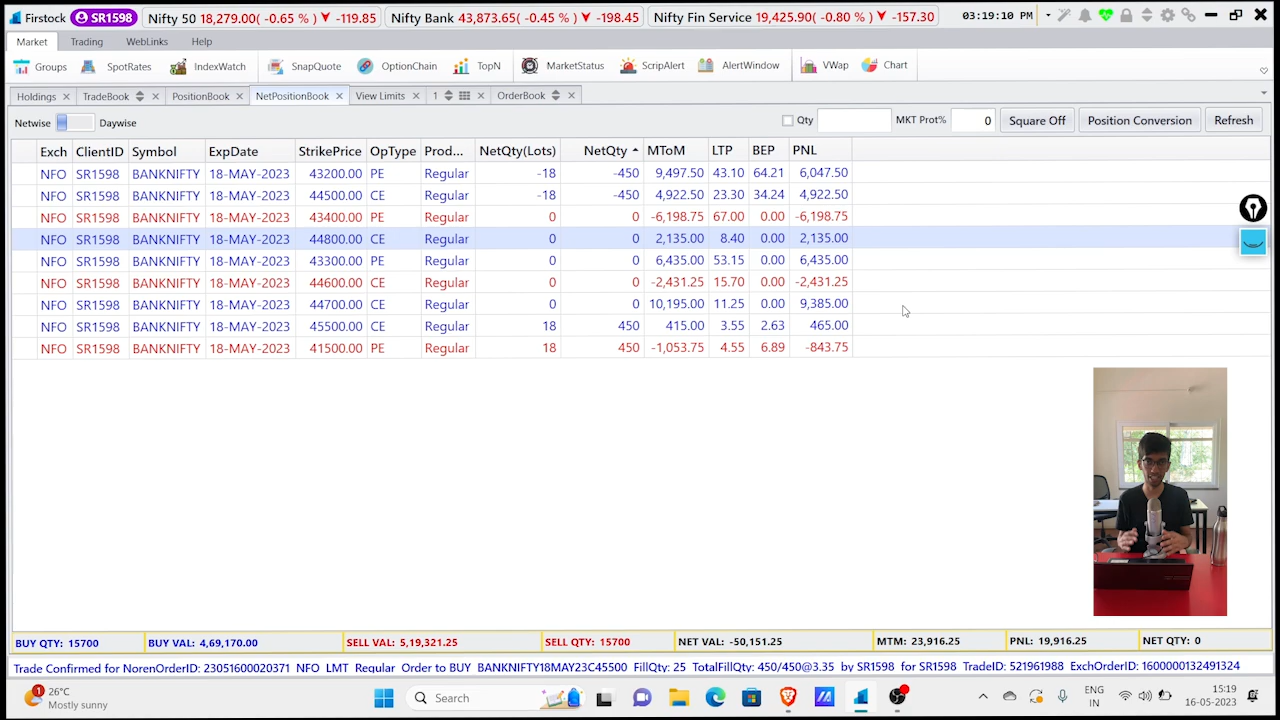 Firstock SR1598 Nifty 50 18,279.00( -0.65 % ) -119.85 Nifty Bank 43,873.65( -0.45 % ) -198.45 Nifty Fin Service 19,425.90( -0.80 % ) -157.30 03:19:10 PM
Market Trading WebLinks Help
Groups SpotRates IndexWatch SnapQuote OptionChain TopN MarketStatus ScripAlert AlertWindow VWap Chart
Holdings TradeBook PositionBook NetPositionBook View Limits 1 OrderBook
Netwise Daywise Qty MKT Prot% 0 Square Off Position Conversion Refresh
Exch ClientID Symbol ExpDate StrikePrice OpType Prod... NetQty(Lots) NetQty MToM LTP BEP PNL
NFO SR1598 BANKNIFTY 18-MAY-2023 43200.00 PE Regular -18 -450 9,497.50 43.10 64.21 6,047.50
NFO SR1598 BANKNIFTY 18-MAY-2023 44500.00 CE Regular -18 -450 4,922.50 23.30 34.24 4,922.50
NFO SR1598 BANKNIFTY 18-MAY-2023 43400.00 PE Regular 0 0 -6,198.75 67.00 0.00 -6,198.75
NFO SR1598 BANKNIFTY 18-MAY-2023 44800.00 CE Regular 0 0 2,135.00 8.40 0.00 2,135.00
NFO SR1598 BANKNIFTY 18-MAY-2023 43300.00 PE Regular 0 0 6,435.00 53.15 0.00 6,435.00
NFO SR1598 BANKNIFTY 18-MAY-2023 44600.00 CE Regular 0 0 -2,431.25 15.70 0.00 -2,431.25
NFO SR1598 BANKNIFTY 18-MAY-2023 44700.00 CE Regular 0 0 10,195.00 11.25 0.00 9,385.00
NFO SR1598 BANKNIFTY 18-MAY-2023 45500.00 CE Regular 18 450 415.00 3.55 2.63 465.00
NFO SR1598 BANKNIFTY 18-MAY-2023 41500.00 PE Regular 18 450 -1,053.75 4.55 6.89 -843.75
BUY QTY: 15700 BUY VAL: 4,69,170.00 SELL VAL: 5,19,321.25 SELL QTY: 15700 NET VAL: -50,151.25 MTM: 23,916.25 PNL: 19,916.25 NET QTY: 0
Trade Confirmed for NorenOrderID: 23051600020371 NFO LMT Regular Order to BUY BANKNIFTY18MAY23C45500 FillQty: 25 TotalFillQty: 450/450@3.35 by SR1598 for SR1598 TradeID: 521961988 ExchOrderID: 1600000132491324
1 26°C Search ENG 15:19
Mostly sunny IN 16-05-2023